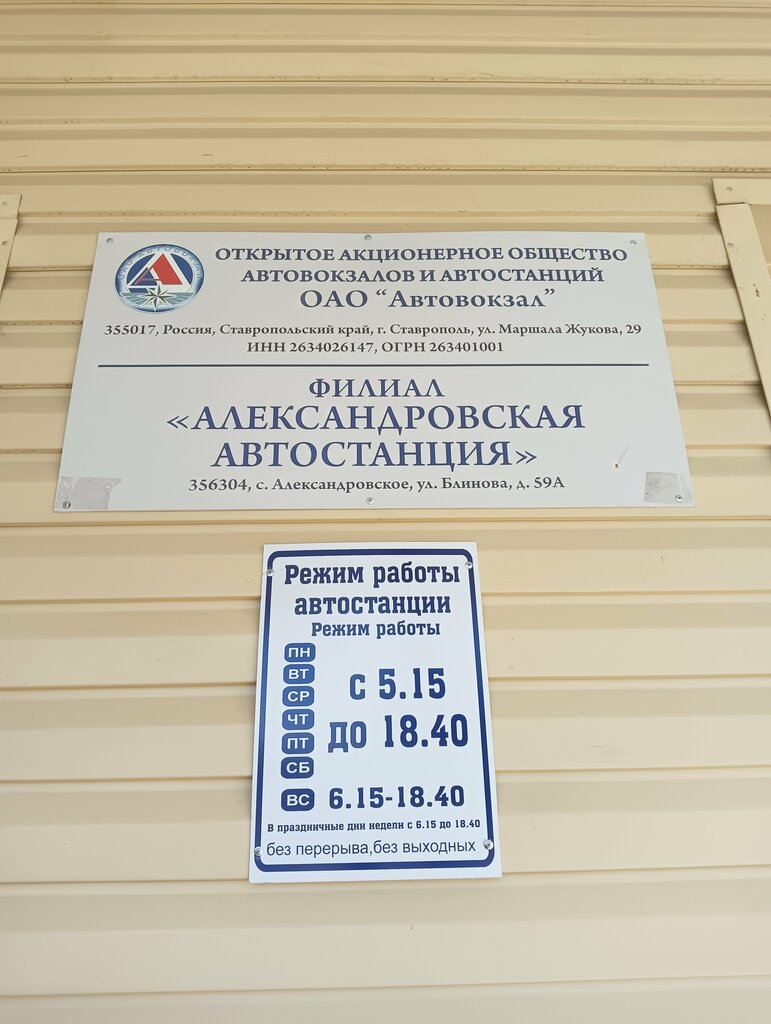 ОАО АВТОВОКЗАЛ
ОТКРЫТОЕ АКЦИОНЕРНОЕ ОБЩЕСТВО
АВТОВОКЗАЛОВ И АВТОСТАНЦИЙ
ОАО “Автовокзал”
355017, Россия, Ставропольский край, г. Ставрополь, ул. Маршала Жукова, 29
ИНН 2634026147, ОГРН 263401001
ФИЛИАЛ
«АЛЕКСАНДРОВСКАЯ
АВТОСТАНЦИЯ»
356304, с. Александровское, ул. Блинова, д. 59А
Режим работы
автостанции
Режим работы
ПН
ВТ
СР
ЧТ
ПТ
СБ
с 5.15
до 18.40
ВС 6.15-18.40
В праздничные дни недели с 6.15 до 18.40
без перерыва,без выходных